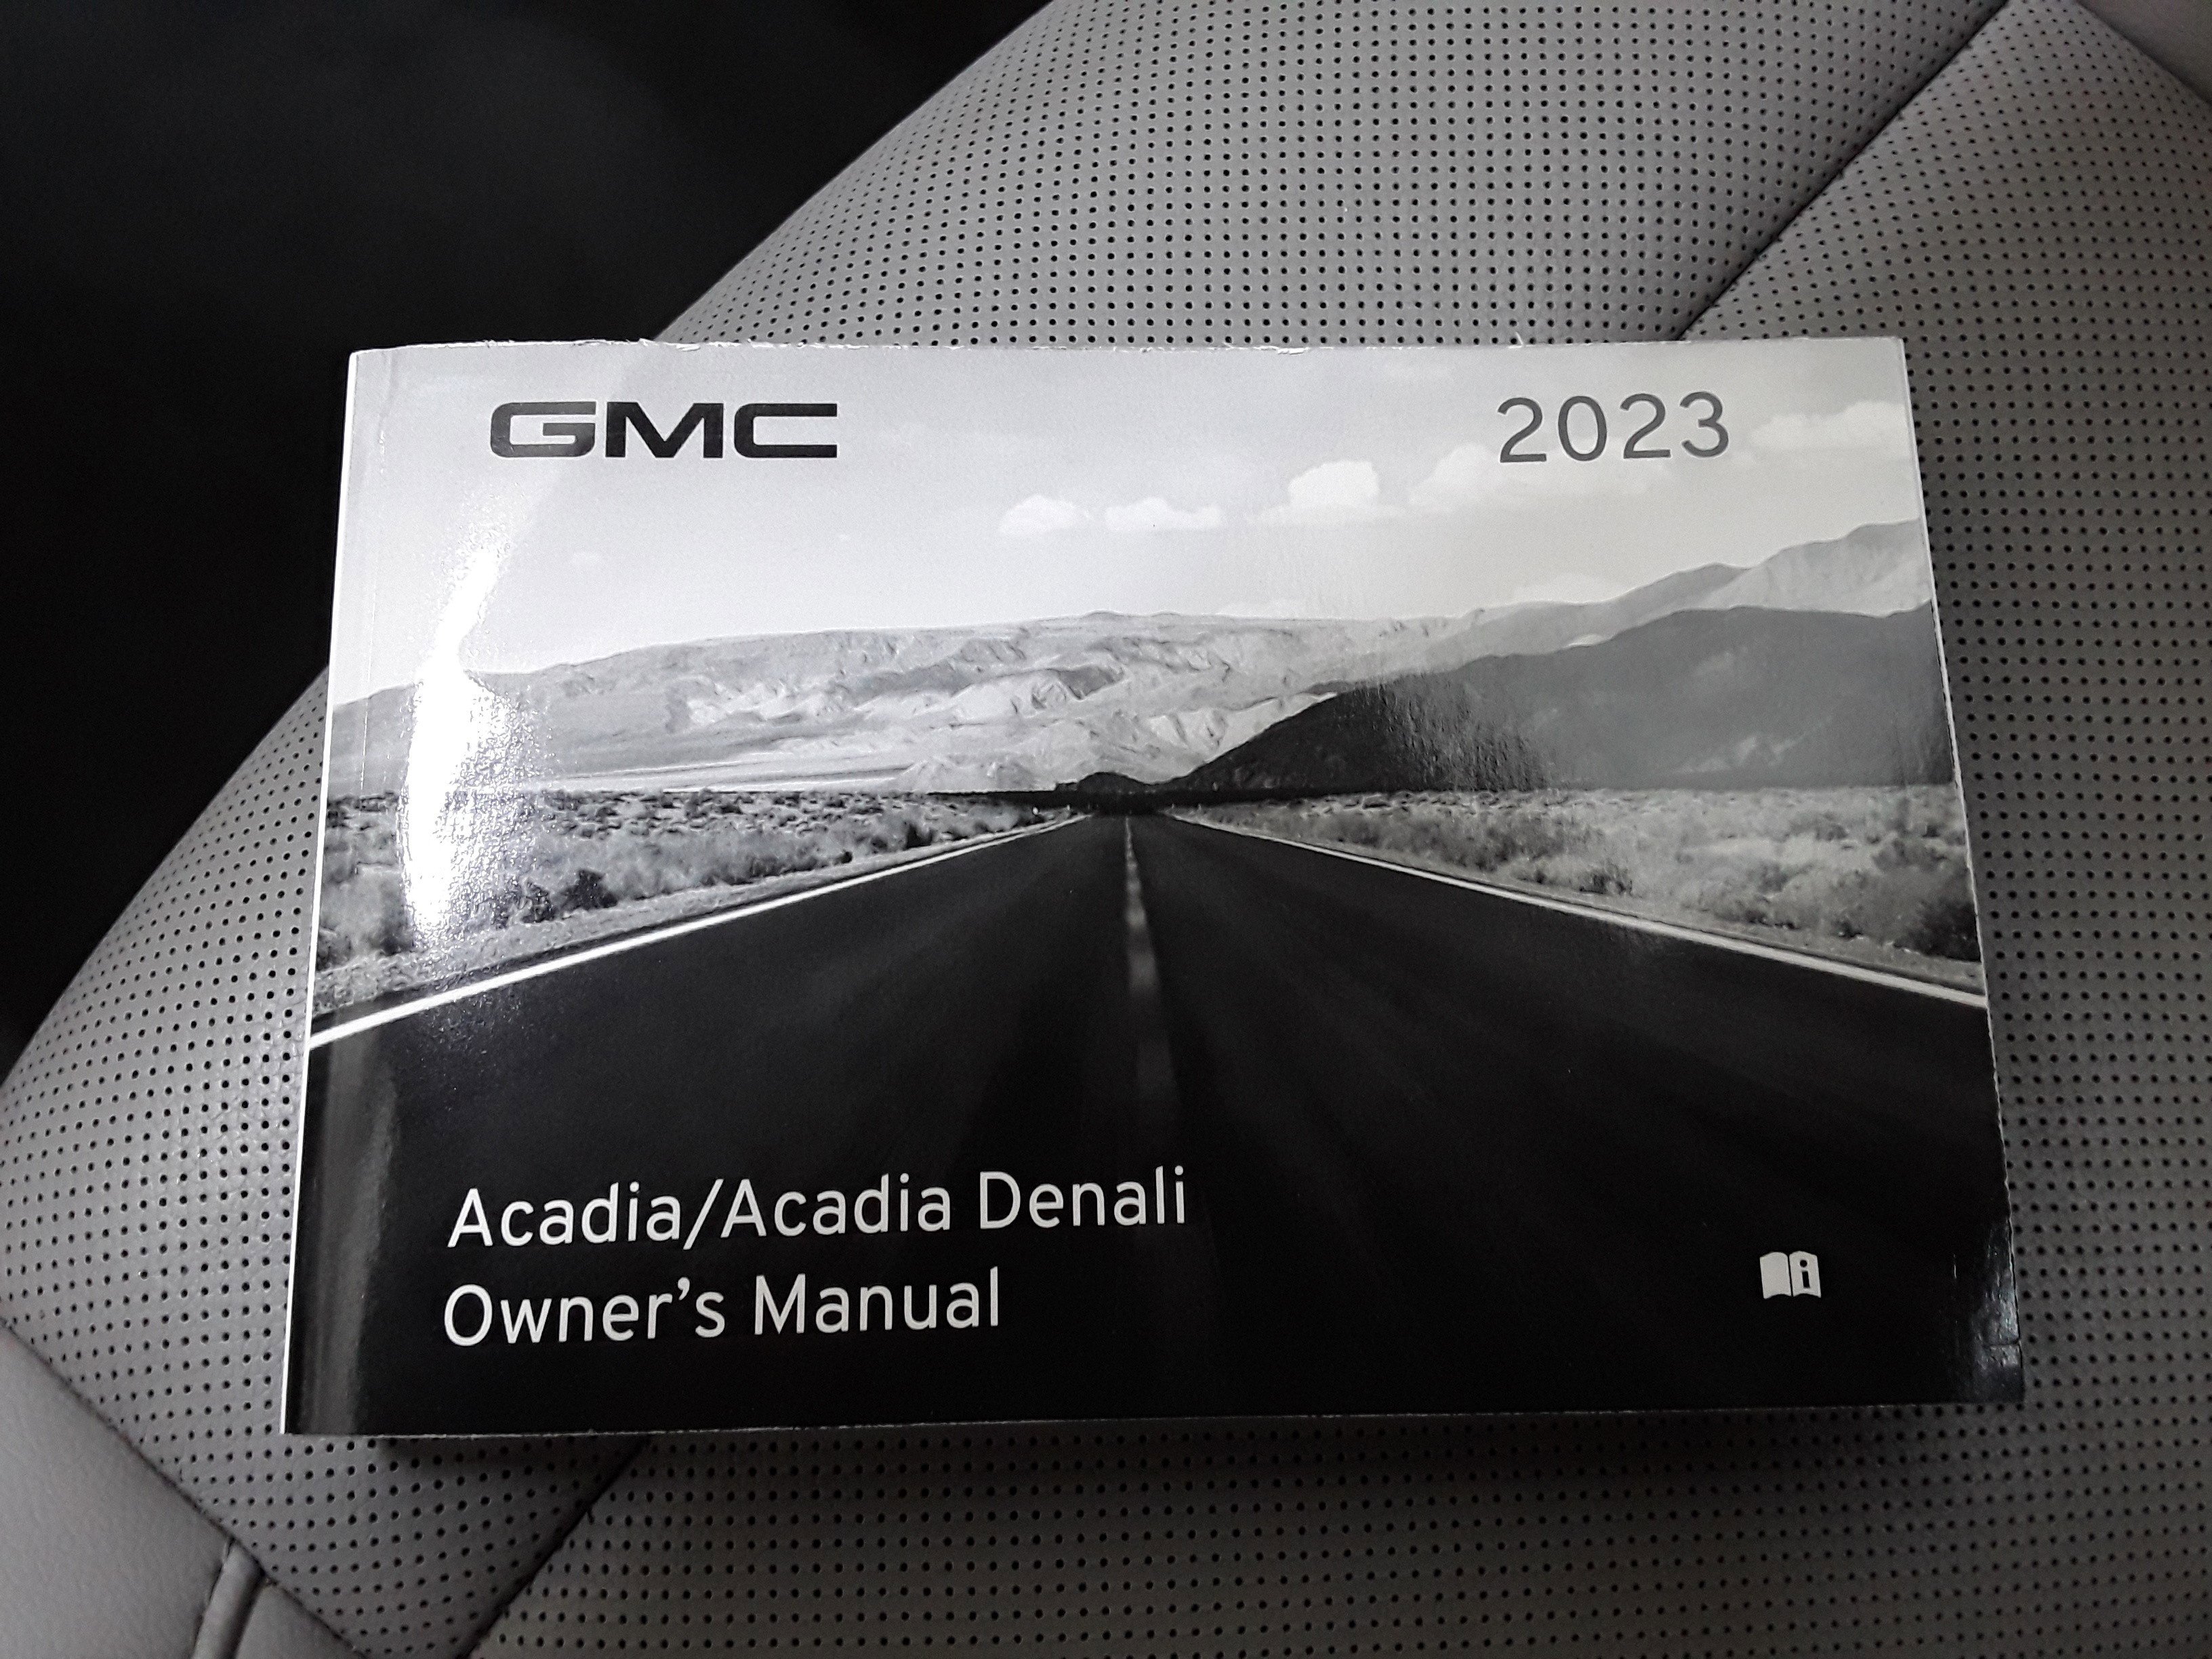 GMC 2023
Acadia/Acadia Denali
Owner’s Manual